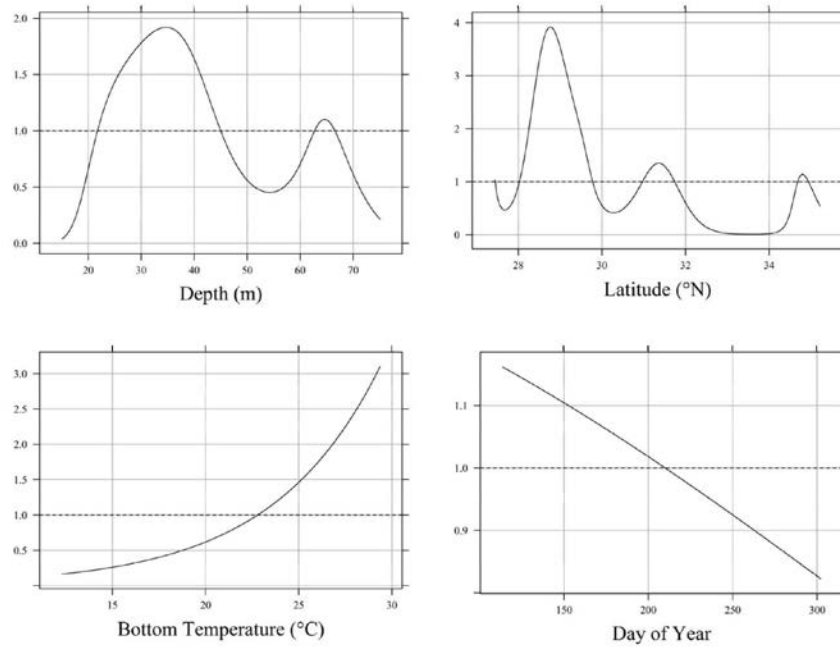 2.0
1.5
1.0
0.5
0.0
20 30 40 50 60 70
Depth (m)
4
3
2
1
0
28 30 32 34
Latitude (°N)
3.0
2.5
2.0
1.5
1.0
0.5
15 20 25 30
Bottom Temperature (°C)
1.1
1.0
0.9
150 200 250 300
Day of Year